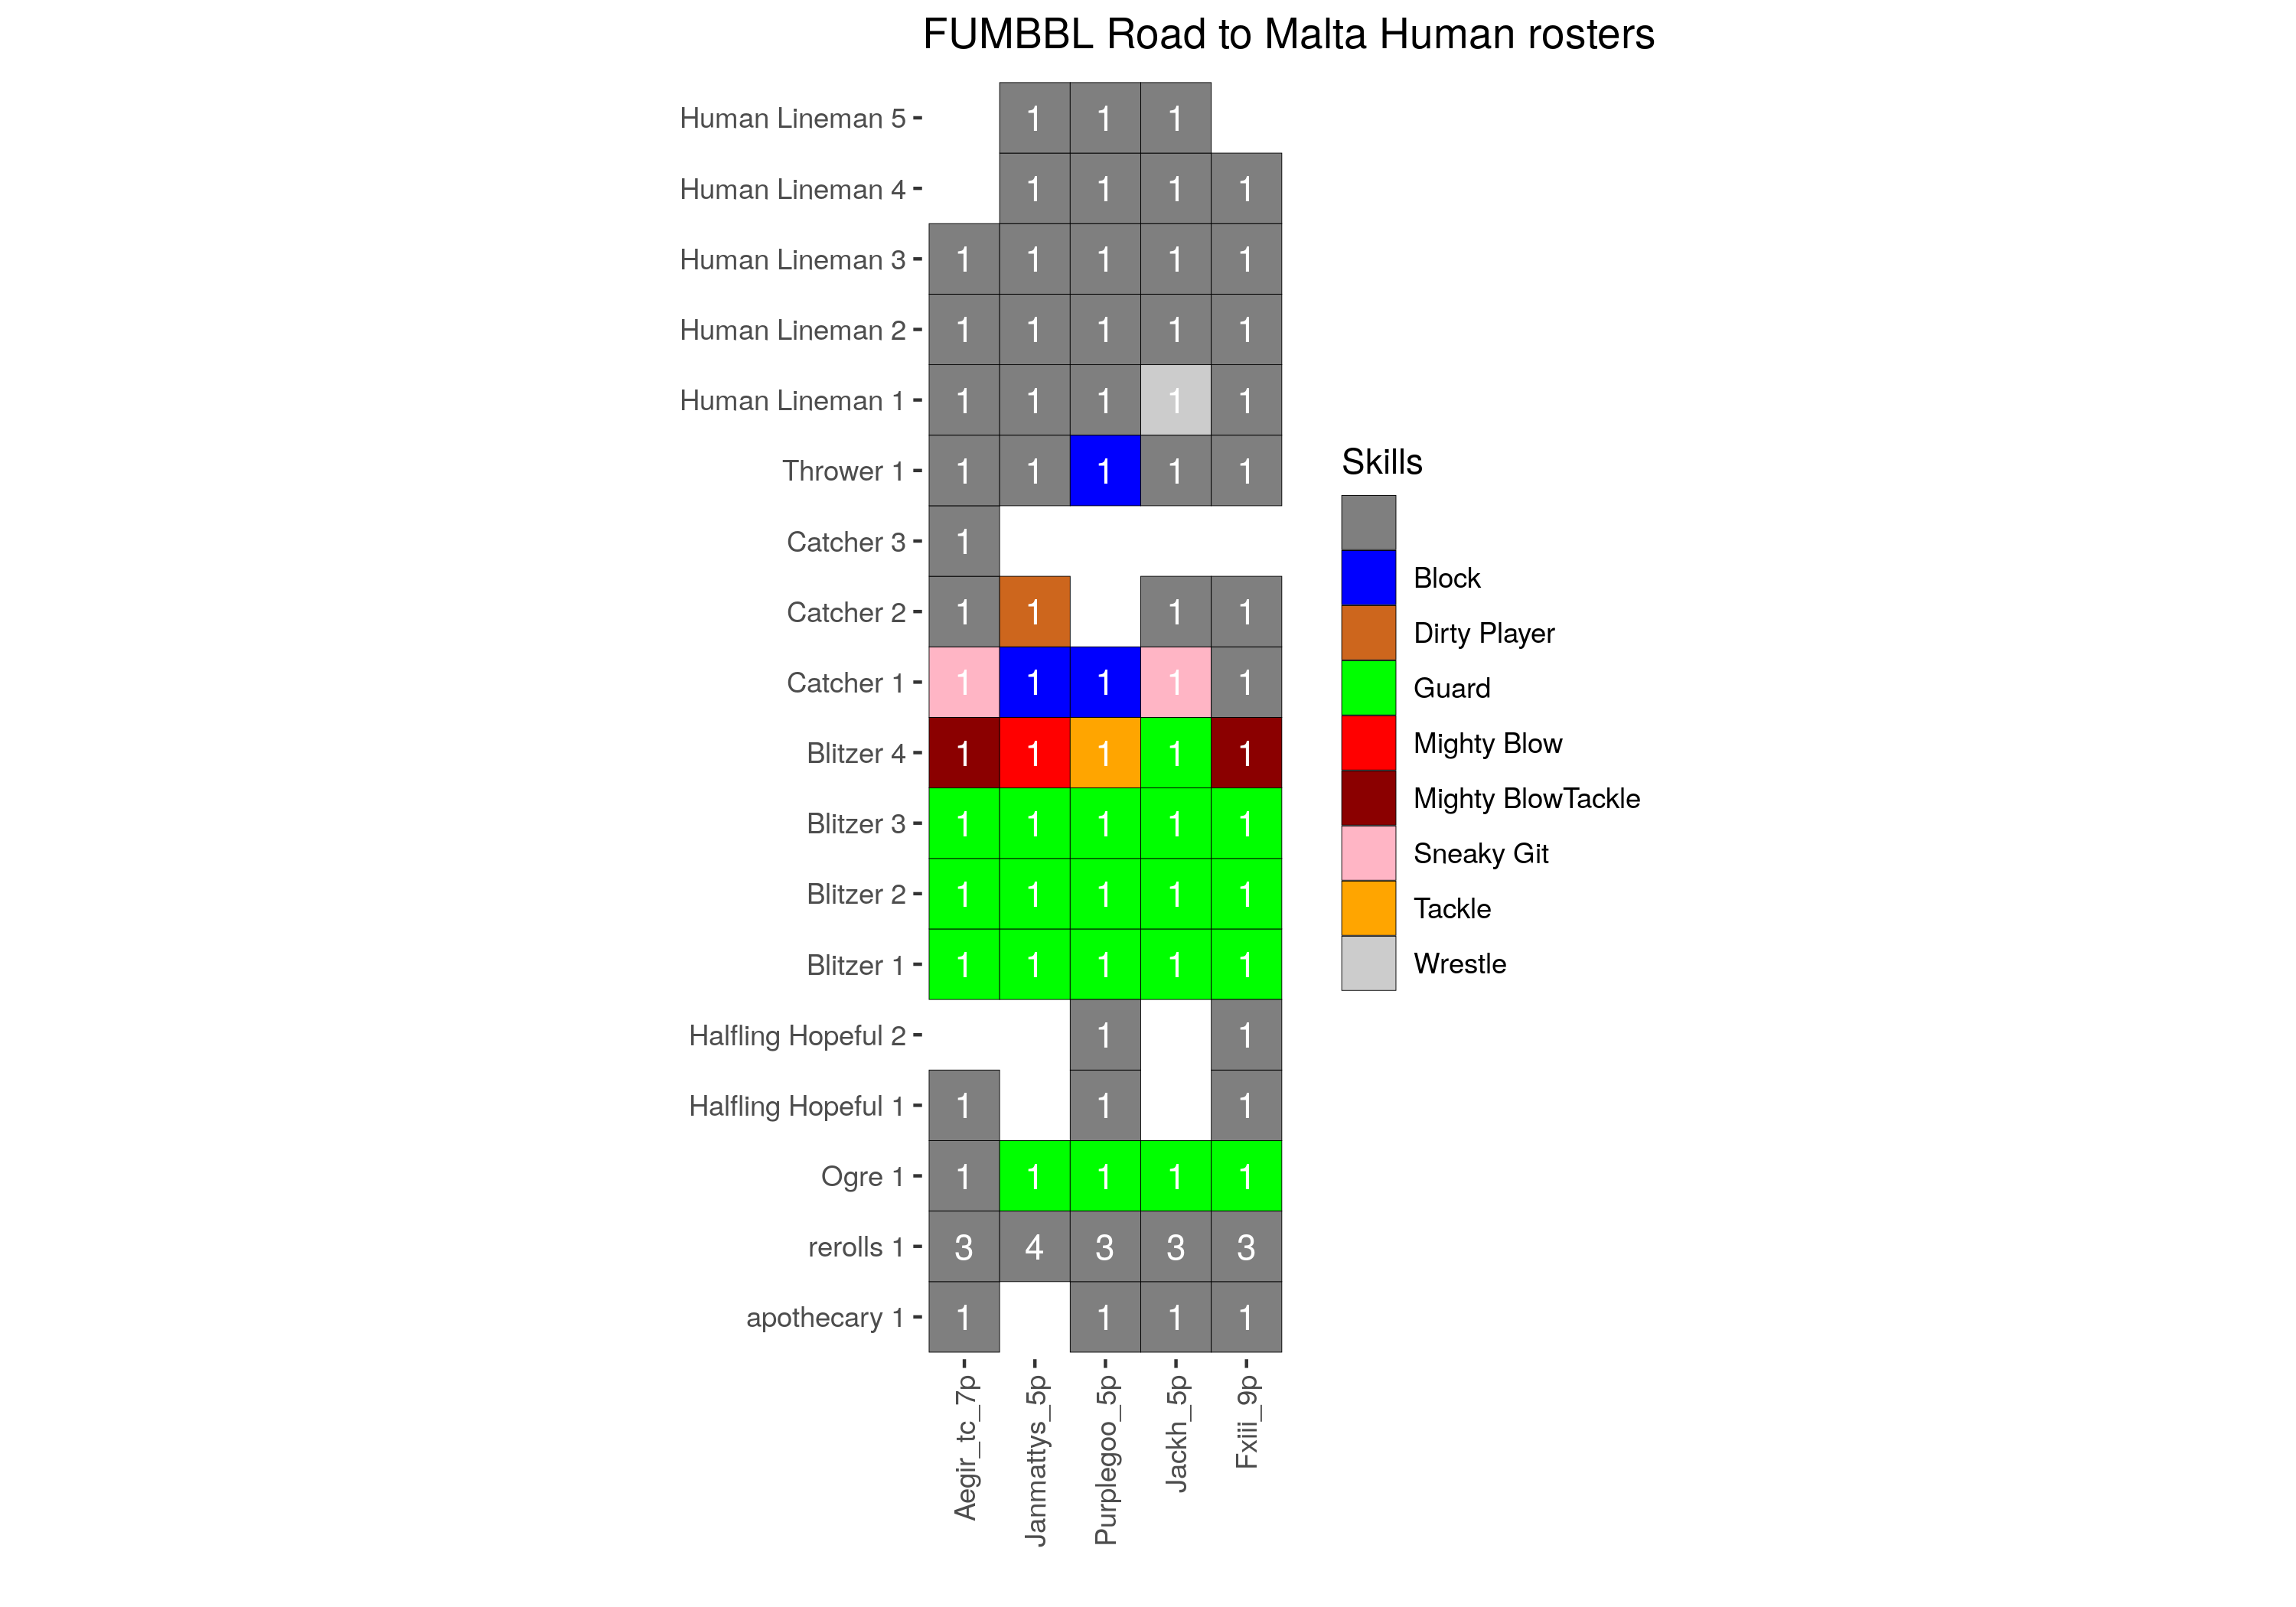 FUMBBL Road to Malta Human rosters
Human Lineman 5 1 1 1
Human Lineman 4 1 1 1 1
Human Lineman 3 1 1 1 1 1
Human Lineman 2 1 1 1 1 1
Human Lineman 1 1 1 1 1 1
Thrower 1 1 1 1 1 1
Catcher 3 1
Catcher 2 1 1 1 1
Catcher 1 1 1 1 1 1
Blitzer 4 1 1 1 1 1
Blitzer 3 1 1 1 1 1
Blitzer 2 1 1 1 1 1
Blitzer 1 1 1 1 1 1
Halfling Hopeful 2 1 1
Halfling Hopeful 1 1 1 1
Ogre 1 1 1 1 1 1
rerolls 1 3 4 3 3 3
apothecary 1 1 1 1 1
Aegir_tc_7p
Janmattys_5p
Purplegoo_5p
Jackh_5p
Fxiii_9p
Skills
Block
Dirty Player
Guard
Mighty Blow
Mighty BlowTackle
Sneaky Git
Tackle
Wrestle